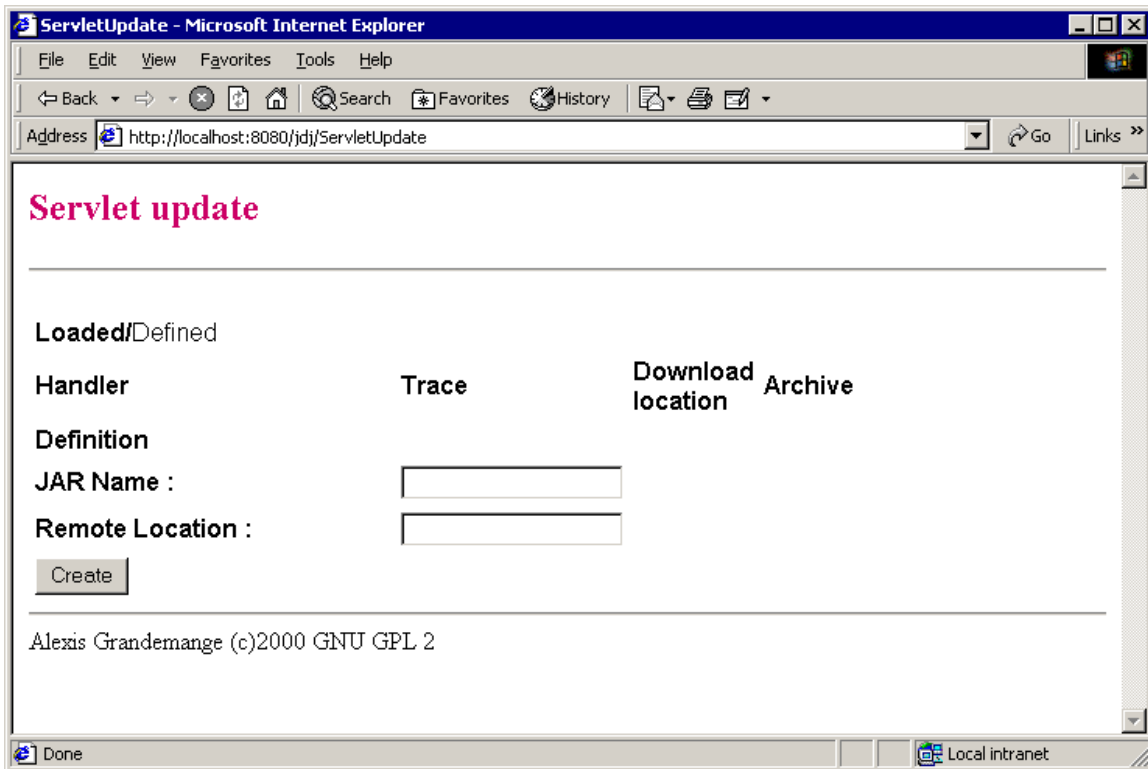 ServletUpdate - Microsoft Internet Explorer
File Edit View Favorites Tools Help
Back Search Favorites History
Address http://localhost:8080/jdj/ServletUpdate Go Links »
Servlet update
Loaded/Defined
Handler Trace Download location Archive
Definition
JAR Name :
Remote Location :
Create
Alexis Grandemange (c)2000 GNU GPL 2
Done Local intranet